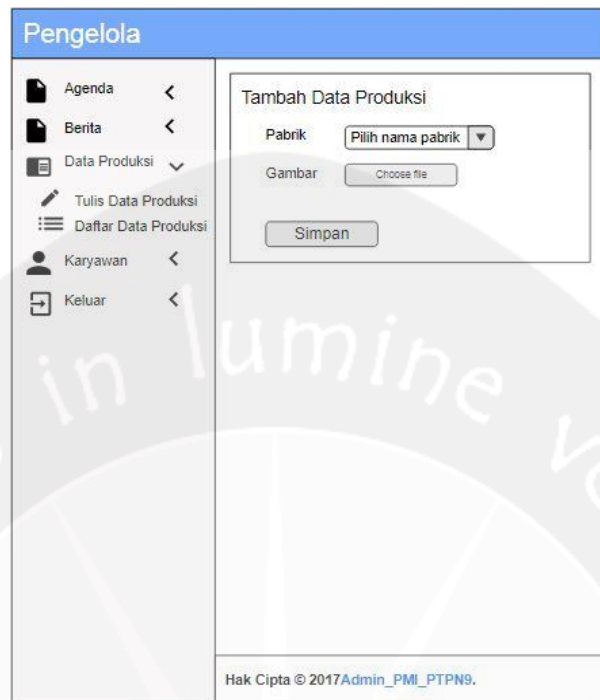 Pengelola
Agenda
Berita
Data Produksi
Tulis Data Produksi
Daftar Data Produksi
Karyawan
Keluar
Tambah Data Produksi
Pabrik Pilih nama pabrik
Gambar Choose file
Simpan
in lumine ve
Hak Cipta © 2017Admin_PMI_PTPN9.